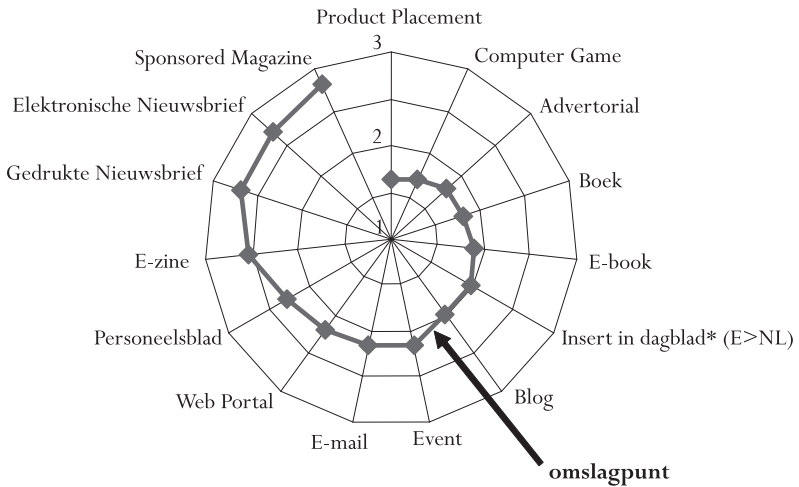 Product Placement
3
Sponsored Magazine
Computer Game
Elektronische Nieuwsbrief
Advertorial
2
Gedrukte Nieuwsbrief
Boek
1
E-zine
E-book
Personeelsblad
Insert in dagblad* (E>NL)
Web Portal
Blog
E-mail
Event
omslagpunt